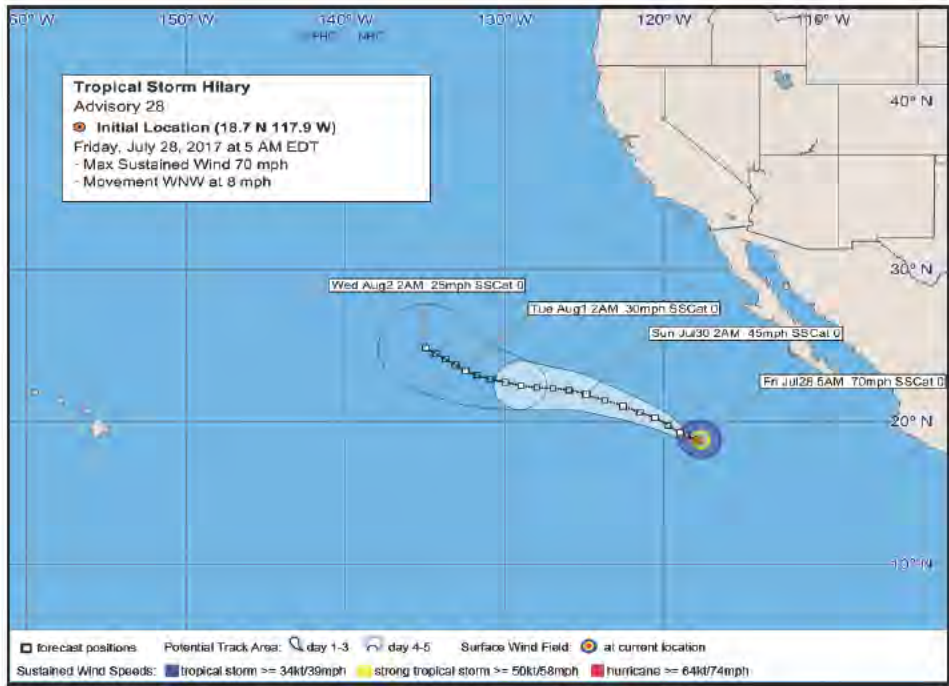 60° W 150° W 140° W 130° W 120° W 110° W
NHC
Tropical Storm Hilary
Advisory 28
Initial Location (18.7 N 117.9 W)
Friday, July 28, 2017 at 5 AM EDT
- Max Sustained Wind 70 mph
- Movement WNW at 8 mph
40° N
30° N
Wed Aug2 2AM 25mph SSCat 0
Tue Aug1 2AM 30mph SSCat 0
Sun Jul30 2AM 45mph SSCat 0
Fri Jul28 5AM 70mph SSCat 0
20° N
10° N
forecast positions Potential Track Area: day 1-3 day 4-5 Surface Wind Field: at current location
Sustained Wind Speeds: tropical storm >= 34kt/39mph strong tropical storm >= 50kt/58mph hurricane >= 64kt/74mph